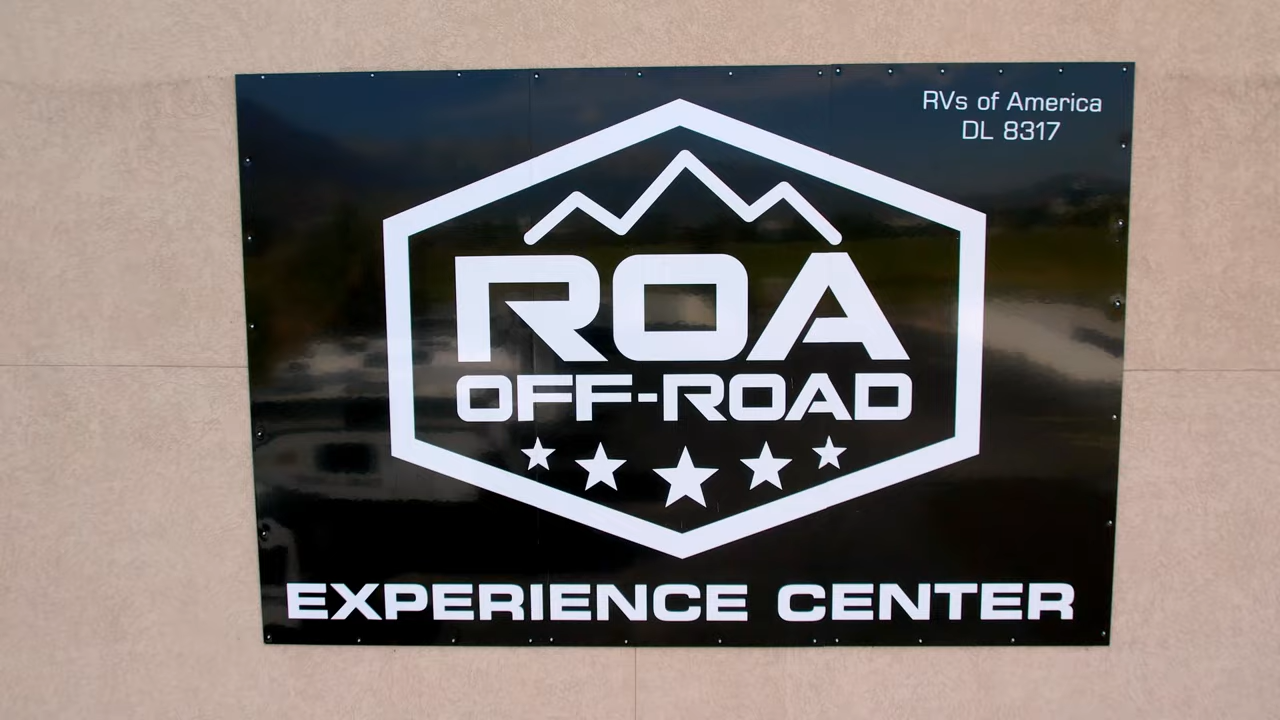 RVs of America
DL 8317
ROA
OFF-ROAD
EXPERIENCE CENTER